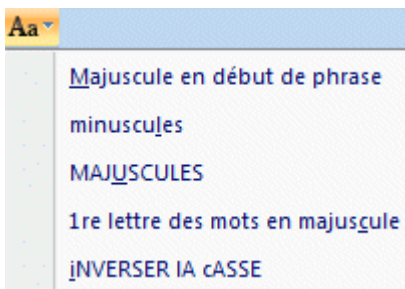 Aa
Majuscule en début de phrase
minuscules
MAJUSCULES
1re lettre des mots en majuscule
iNVERSER lA cASSE